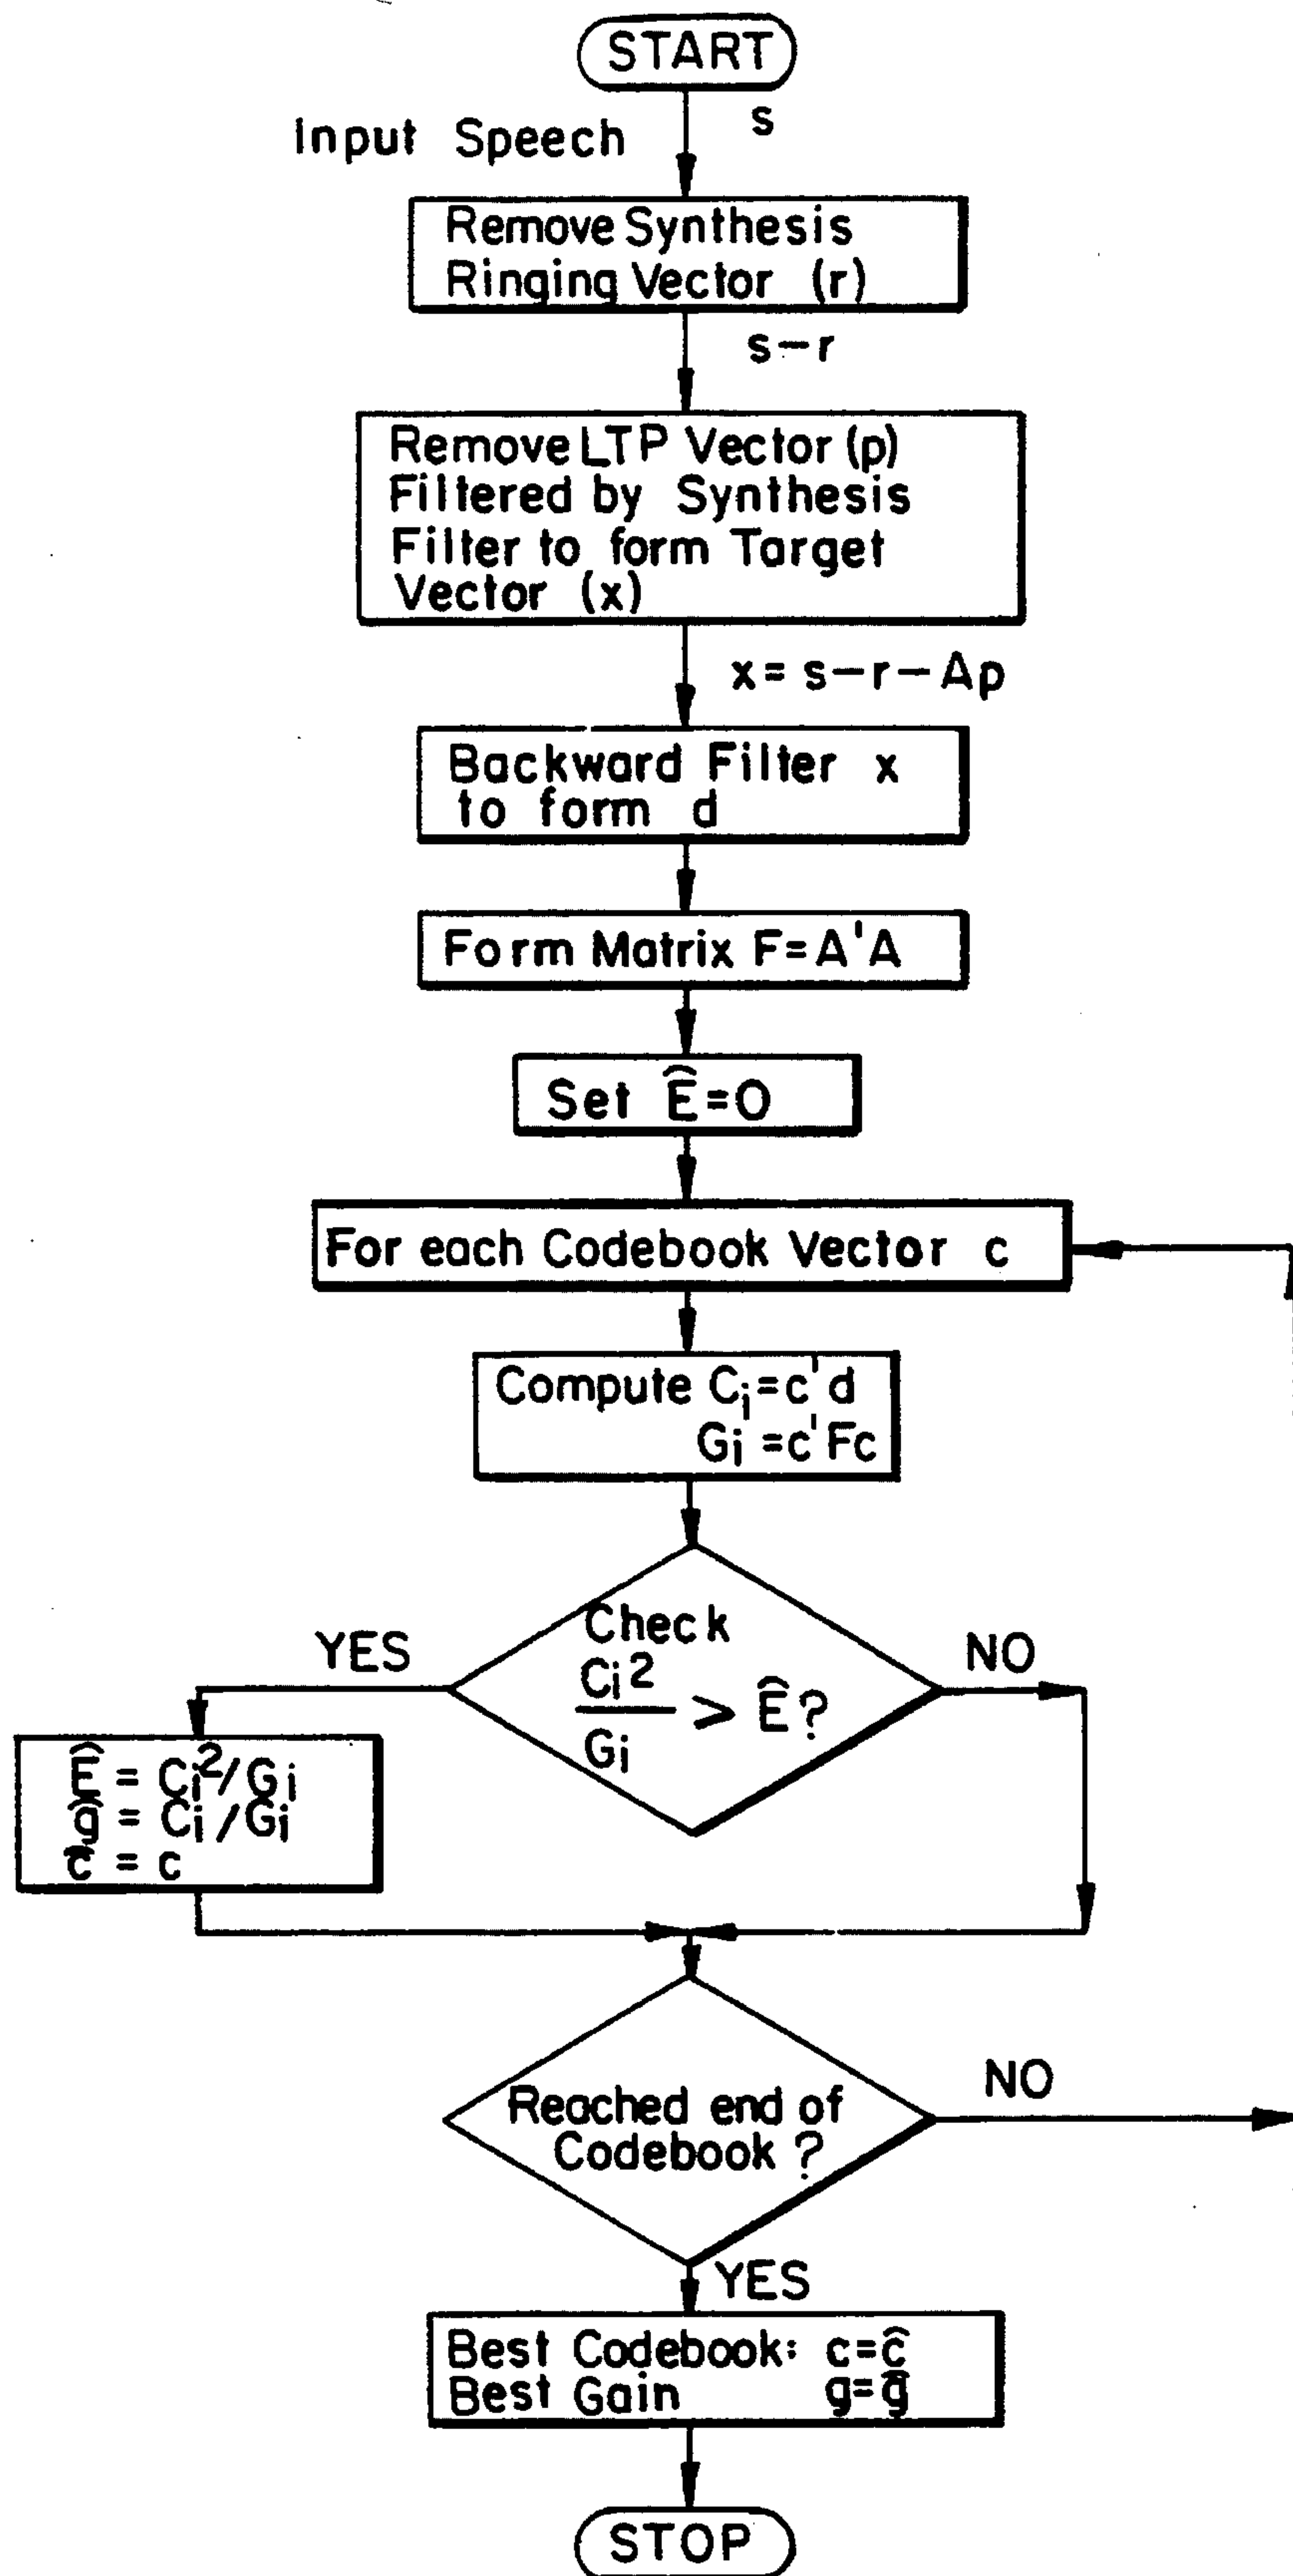 START
s
Input Speech
Remove Synthesis
Ringing Vector (r)
s-r
Remove LTP Vector (p)
Filtered by Synthesis
Filter to form Target
Vector (x)
x= s-r-Ap
Backward Filter x
to form d
Form Matrix F=A'A
Set Ê=0
For each Codebook Vector c
Compute Ci=c'd
Gi=c'Fc
YES
Check
Ci²
/ Gi > Ê?
NO
Ê = Ci²/Gi
ĝ = Ci/Gi
ĉ = c
Reached end of
Codebook ?
NO
YES
Best Codebook: c=ĉ
Best Gain g=ĝ
STOP